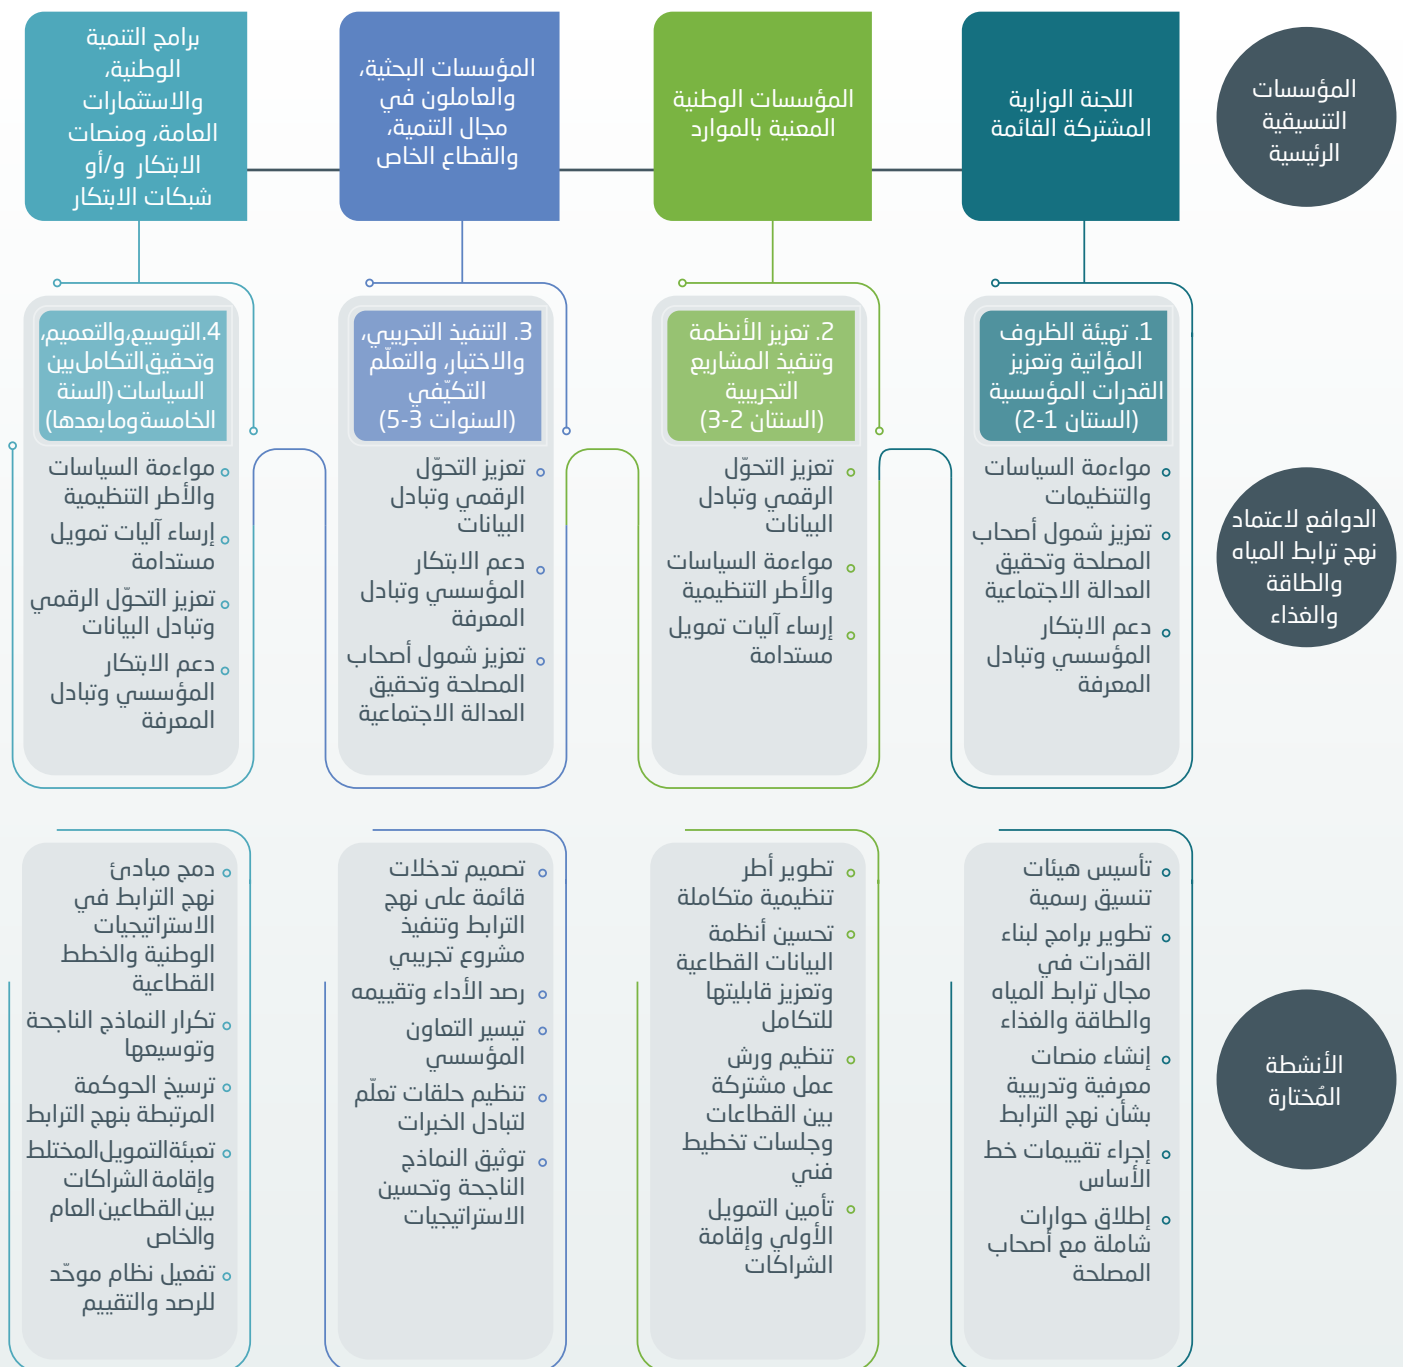 المؤسسات
التنسيقية
الرئيسية
اللجنة الوزارية
المشتركة القائمة
المؤسسات الوطنية
المعنية بالموارد
المؤسسات البحثية،
والعاملون في
مجال التنمية،
والقطاع الخاص
برامج التنمية
الوطنية،
والاستثمارات
العامة، ومنصات
الابتكار و/أو
شبكات الابتكار
الدوافع لاعتماد
نهج ترابط المياه
والطاقة
والغذاء
1. تهيئة الظروف
المؤاتية وتعزيز
القدرات المؤسسية
(السنتان 1-2)
مواءمة السياسات
والتنظيمات
تعزيز شمول أصحاب
المصلحة وتحقيق
العدالة الاجتماعية
دعم الابتكار
المؤسسي وتبادل
المعرفة
2. تعزيز الأنظمة
وتنفيذ المشاريع
التجريبية
(السنتان 2-3)
تعزيز التحوّل
الرقمي وتبادل
البيانات
مواءمة السياسات
والأطر التنظيمية
إرساء آليات تمويل
مستدامة
3. التنفيذ التجريبي،
والاختبار، والتعلّم
التكيّفي
(السنوات 3-5)
تعزيز التحوّل
الرقمي وتبادل
البيانات
دعم الابتكار
المؤسسي وتبادل
المعرفة
تعزيز شمول أصحاب
المصلحة وتحقيق
العدالة الاجتماعية
4.التوسيع،والتعميم،
وتحقيق التكامل بين
السياسات (السنة
الخامسة وما بعدها)
مواءمة السياسات
والأطر التنظيمية
إرساء آليات تمويل
مستدامة
تعزيز التحوّل الرقمي
وتبادل البيانات
دعم الابتكار
المؤسسي وتبادل
المعرفة
الأنشطة
المُختارة
تأسيس هيئات
تنسيق رسمية
تطوير برامج لبناء
القدرات في
مجال ترابط المياه
والطاقة والغذاء
إنشاء منصات
معرفية وتدريبية
بشأن نهج الترابط
إجراء تقييمات خط
الأساس
إطلاق حوارات
شاملة مع أصحاب
المصلحة
تطوير أطر
تنظيمية متكاملة
تحسين أنظمة
البيانات القطاعية
وتعزيز قابليتها
للتكامل
تنظيم ورش
عمل مشتركة
بين القطاعات
وجلسات تخطيط
فني
تأمين التمويل
الأولي وإقامة
الشراكات
تصميم تدخلات
قائمة على نهج
الترابط وتنفيذ
مشروع تجريبي
رصد الأداء وتقييمه
تيسير التعاون
المؤسسي
تنظيم حلقات تعلّم
لتبادل الخبرات
توثيق النماذج
الناجحة وتحسين
الاستراتيجيات
دمج مبادئ
نهج الترابط في
الاستراتيجيات
الوطنية والخطط
القطاعية
تكرار النماذج الناجحة
وتوسيعها
ترسيخ الحوكمة
المرتبطة بنهج الترابط
تعبئة التمويل المختلط
وإقامة الشراكات
بين القطاعين العام
والخاص
تفعيل نظام موحّد
للرصد والتقييم